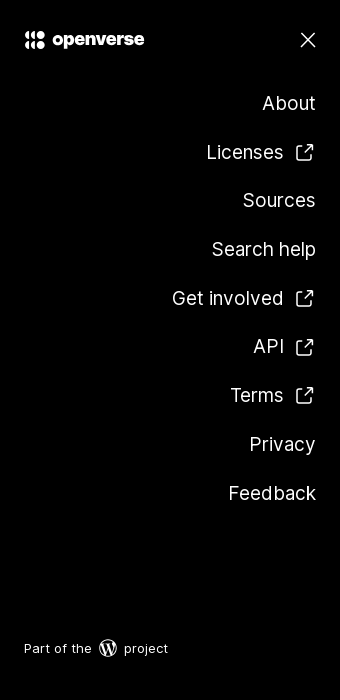 openverse
About
Licenses
Sources
Search help
Get involved
API
Terms
Privacy
Feedback
Part of the project